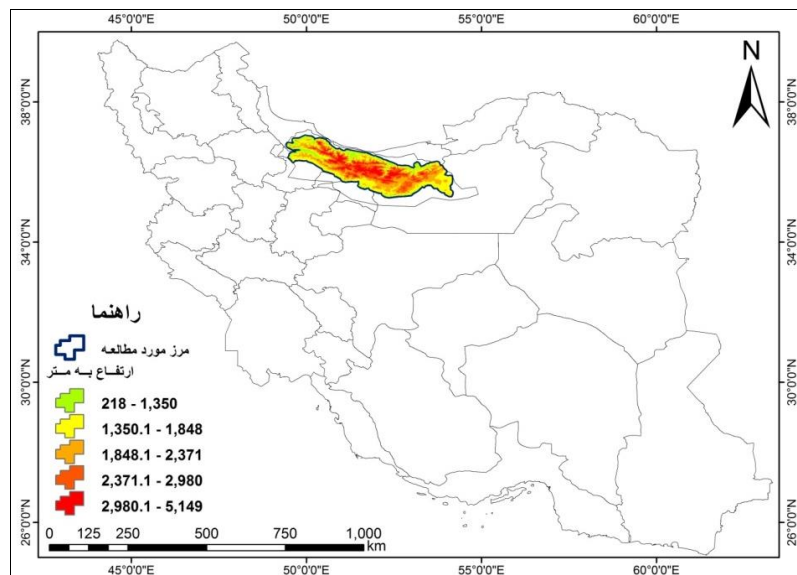 45°0'0"E 50°0'0"E 55°0'0"E 60°0'0"E
N
38°0'0"N 38°0'0"N
34°0'0"N 34°0'0"N
30°0'0"N 30°0'0"N
26°0'0"N 26°0'0"N
راهنما
مرز مورد مطالعه
ارتفاع به متر
218 - 1,350
1,350.1 - 1,848
1,848.1 - 2,371
2,371.1 - 2,980
2,980.1 - 5,149
0 125 250 500 750 1,000
km
45°0'0"E 50°0'0"E 55°0'0"E 60°0'0"E